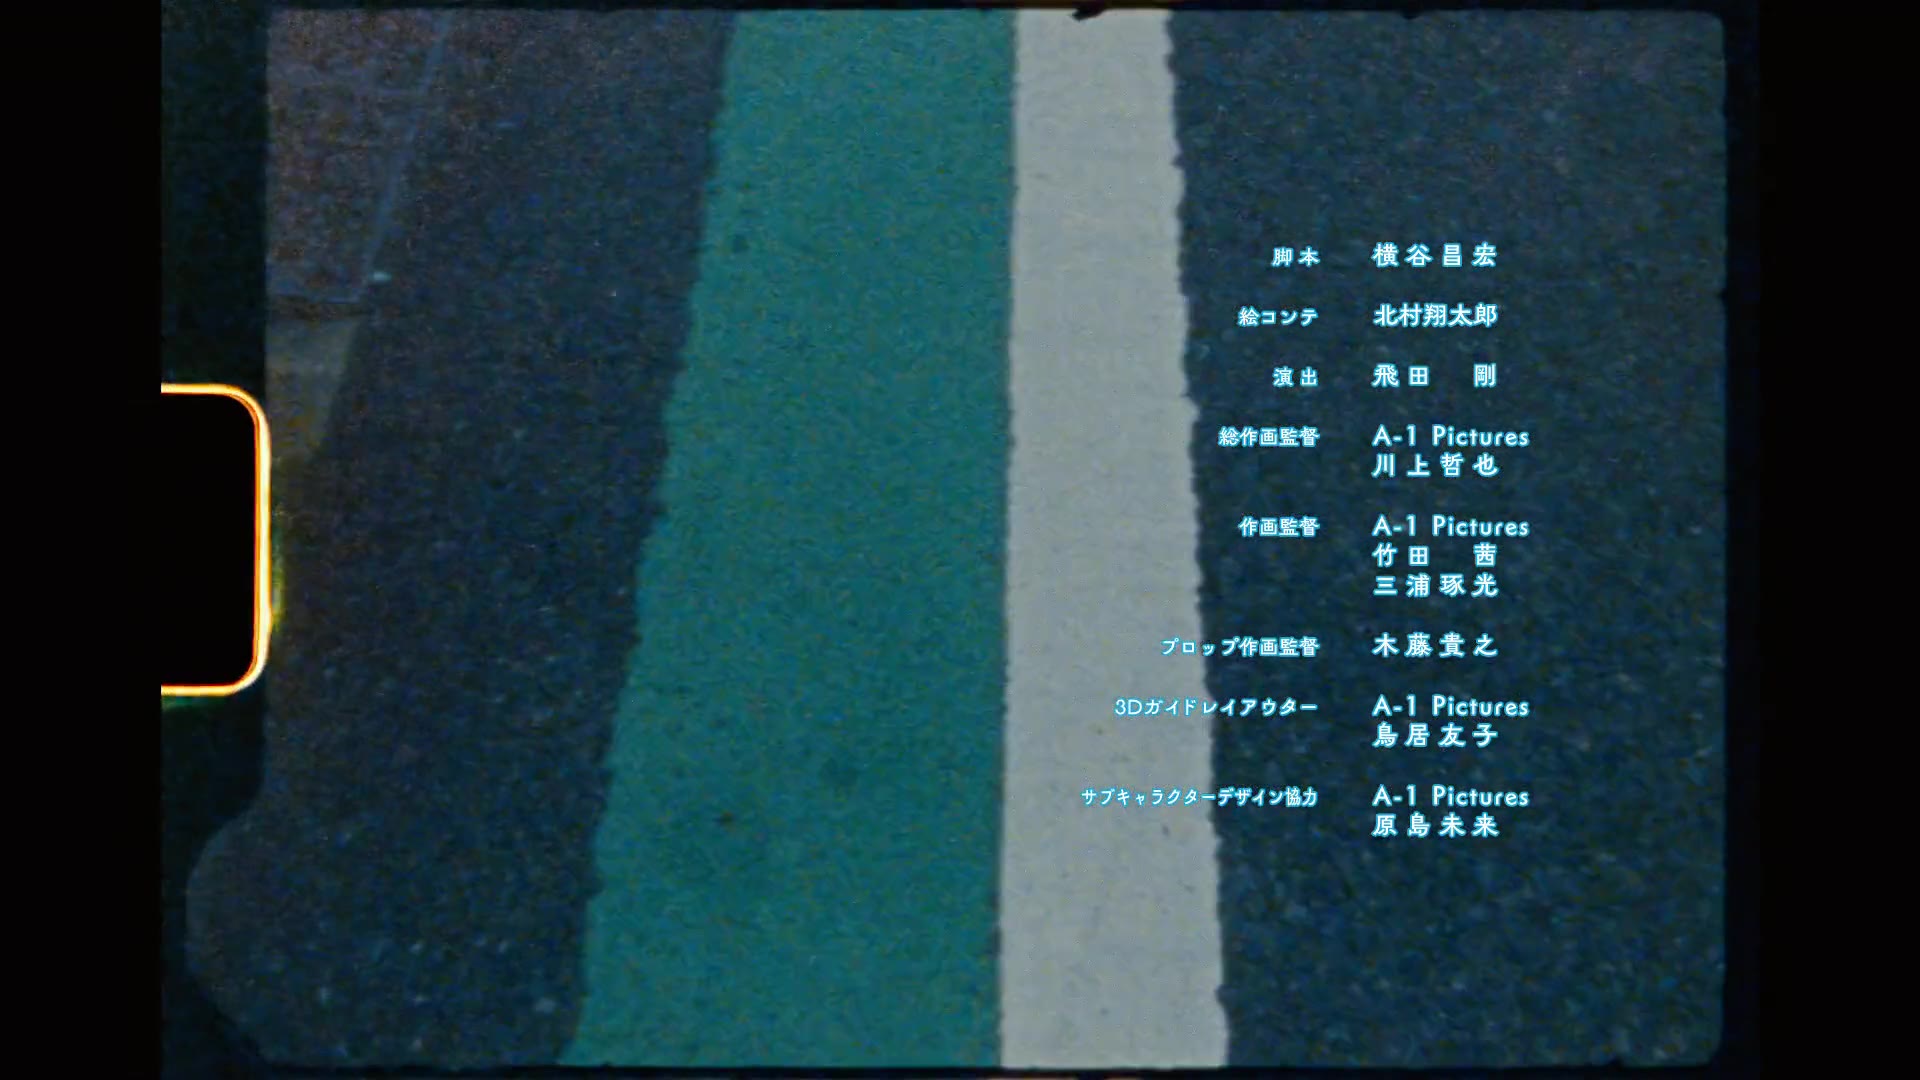 脚本 横谷昌宏
絵コンテ 北村翔太郎
演出 飛田 剛
総作画監督 A-1 Pictures
川上哲也
作画監督 A-1 Pictures
竹田 茜
三浦琢光
プロップ作画監督 木藤貴之
3Dガイドレイアウター A-1 Pictures
鳥居友子
サブキャラクターデザイン協力 A-1 Pictures
原島未来